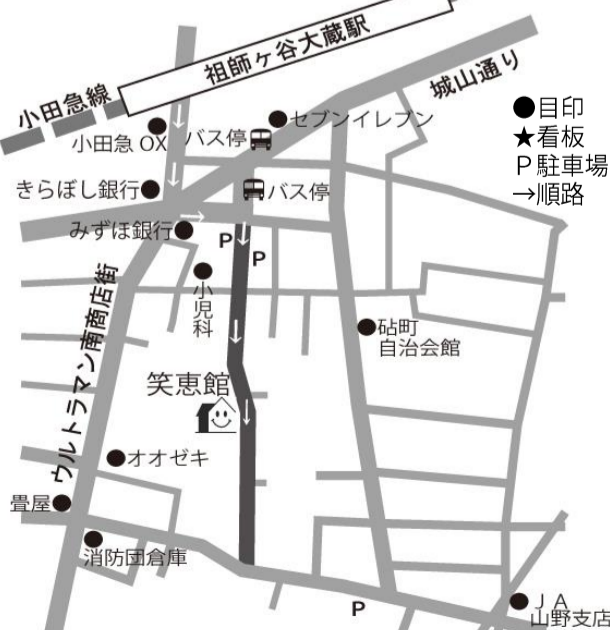 祖師ヶ谷大蔵駅
小田急線
城山通り
セブンイレブン
小田急 OX
バス停
●目印
★看板
P駐車場
→順路
きらぼし銀行
バス停
みずほ銀行
P
P
小児科
ウルトラマン南商店街
砧町
自治会館
笑恵館
オオゼキ
畳屋
消防団倉庫
P
JA
山野支店